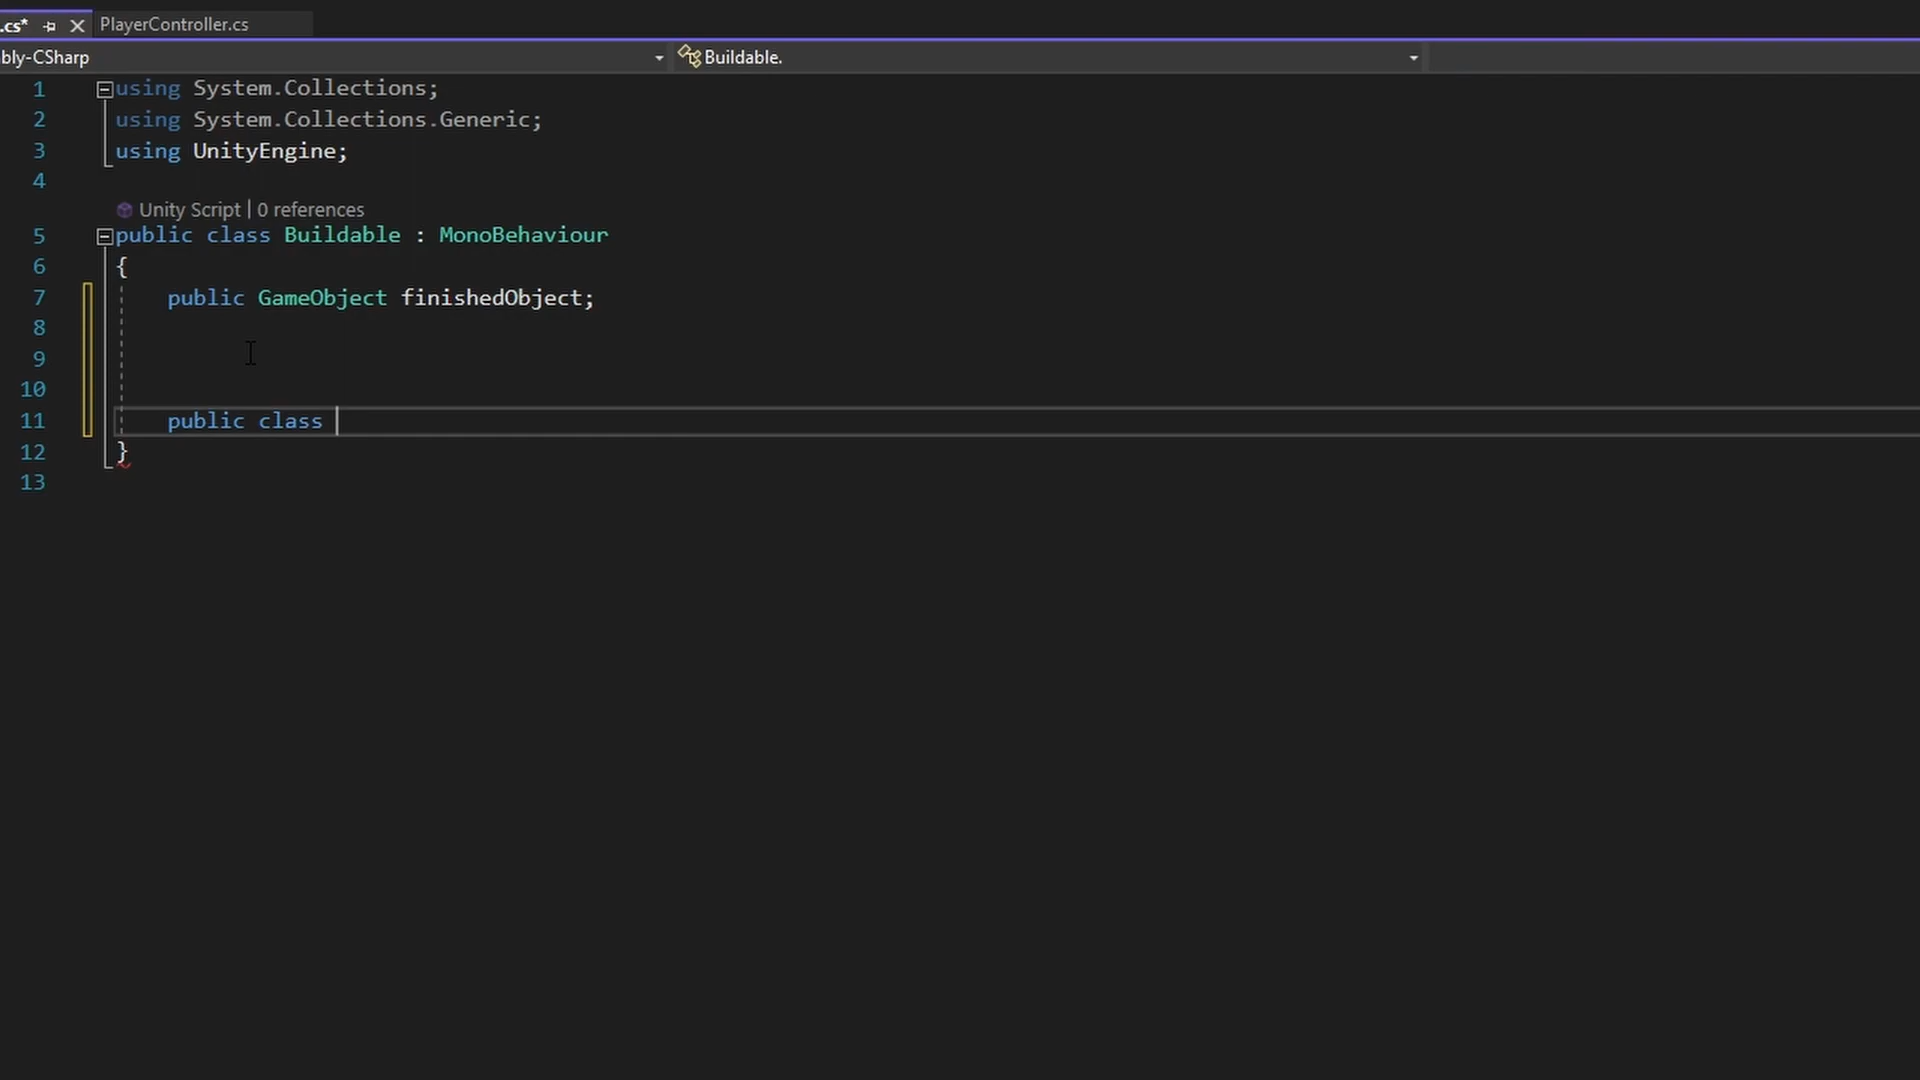 .cs* PlayerController.cs
bly-CSharp Buildable.
1 using System.Collections;
2 using System.Collections.Generic;
3 using UnityEngine;
4
Unity Script | 0 references
5 public class Buildable : MonoBehaviour
6 {
7 public GameObject finishedObject;
8
9
10
11 public class
12 }
13